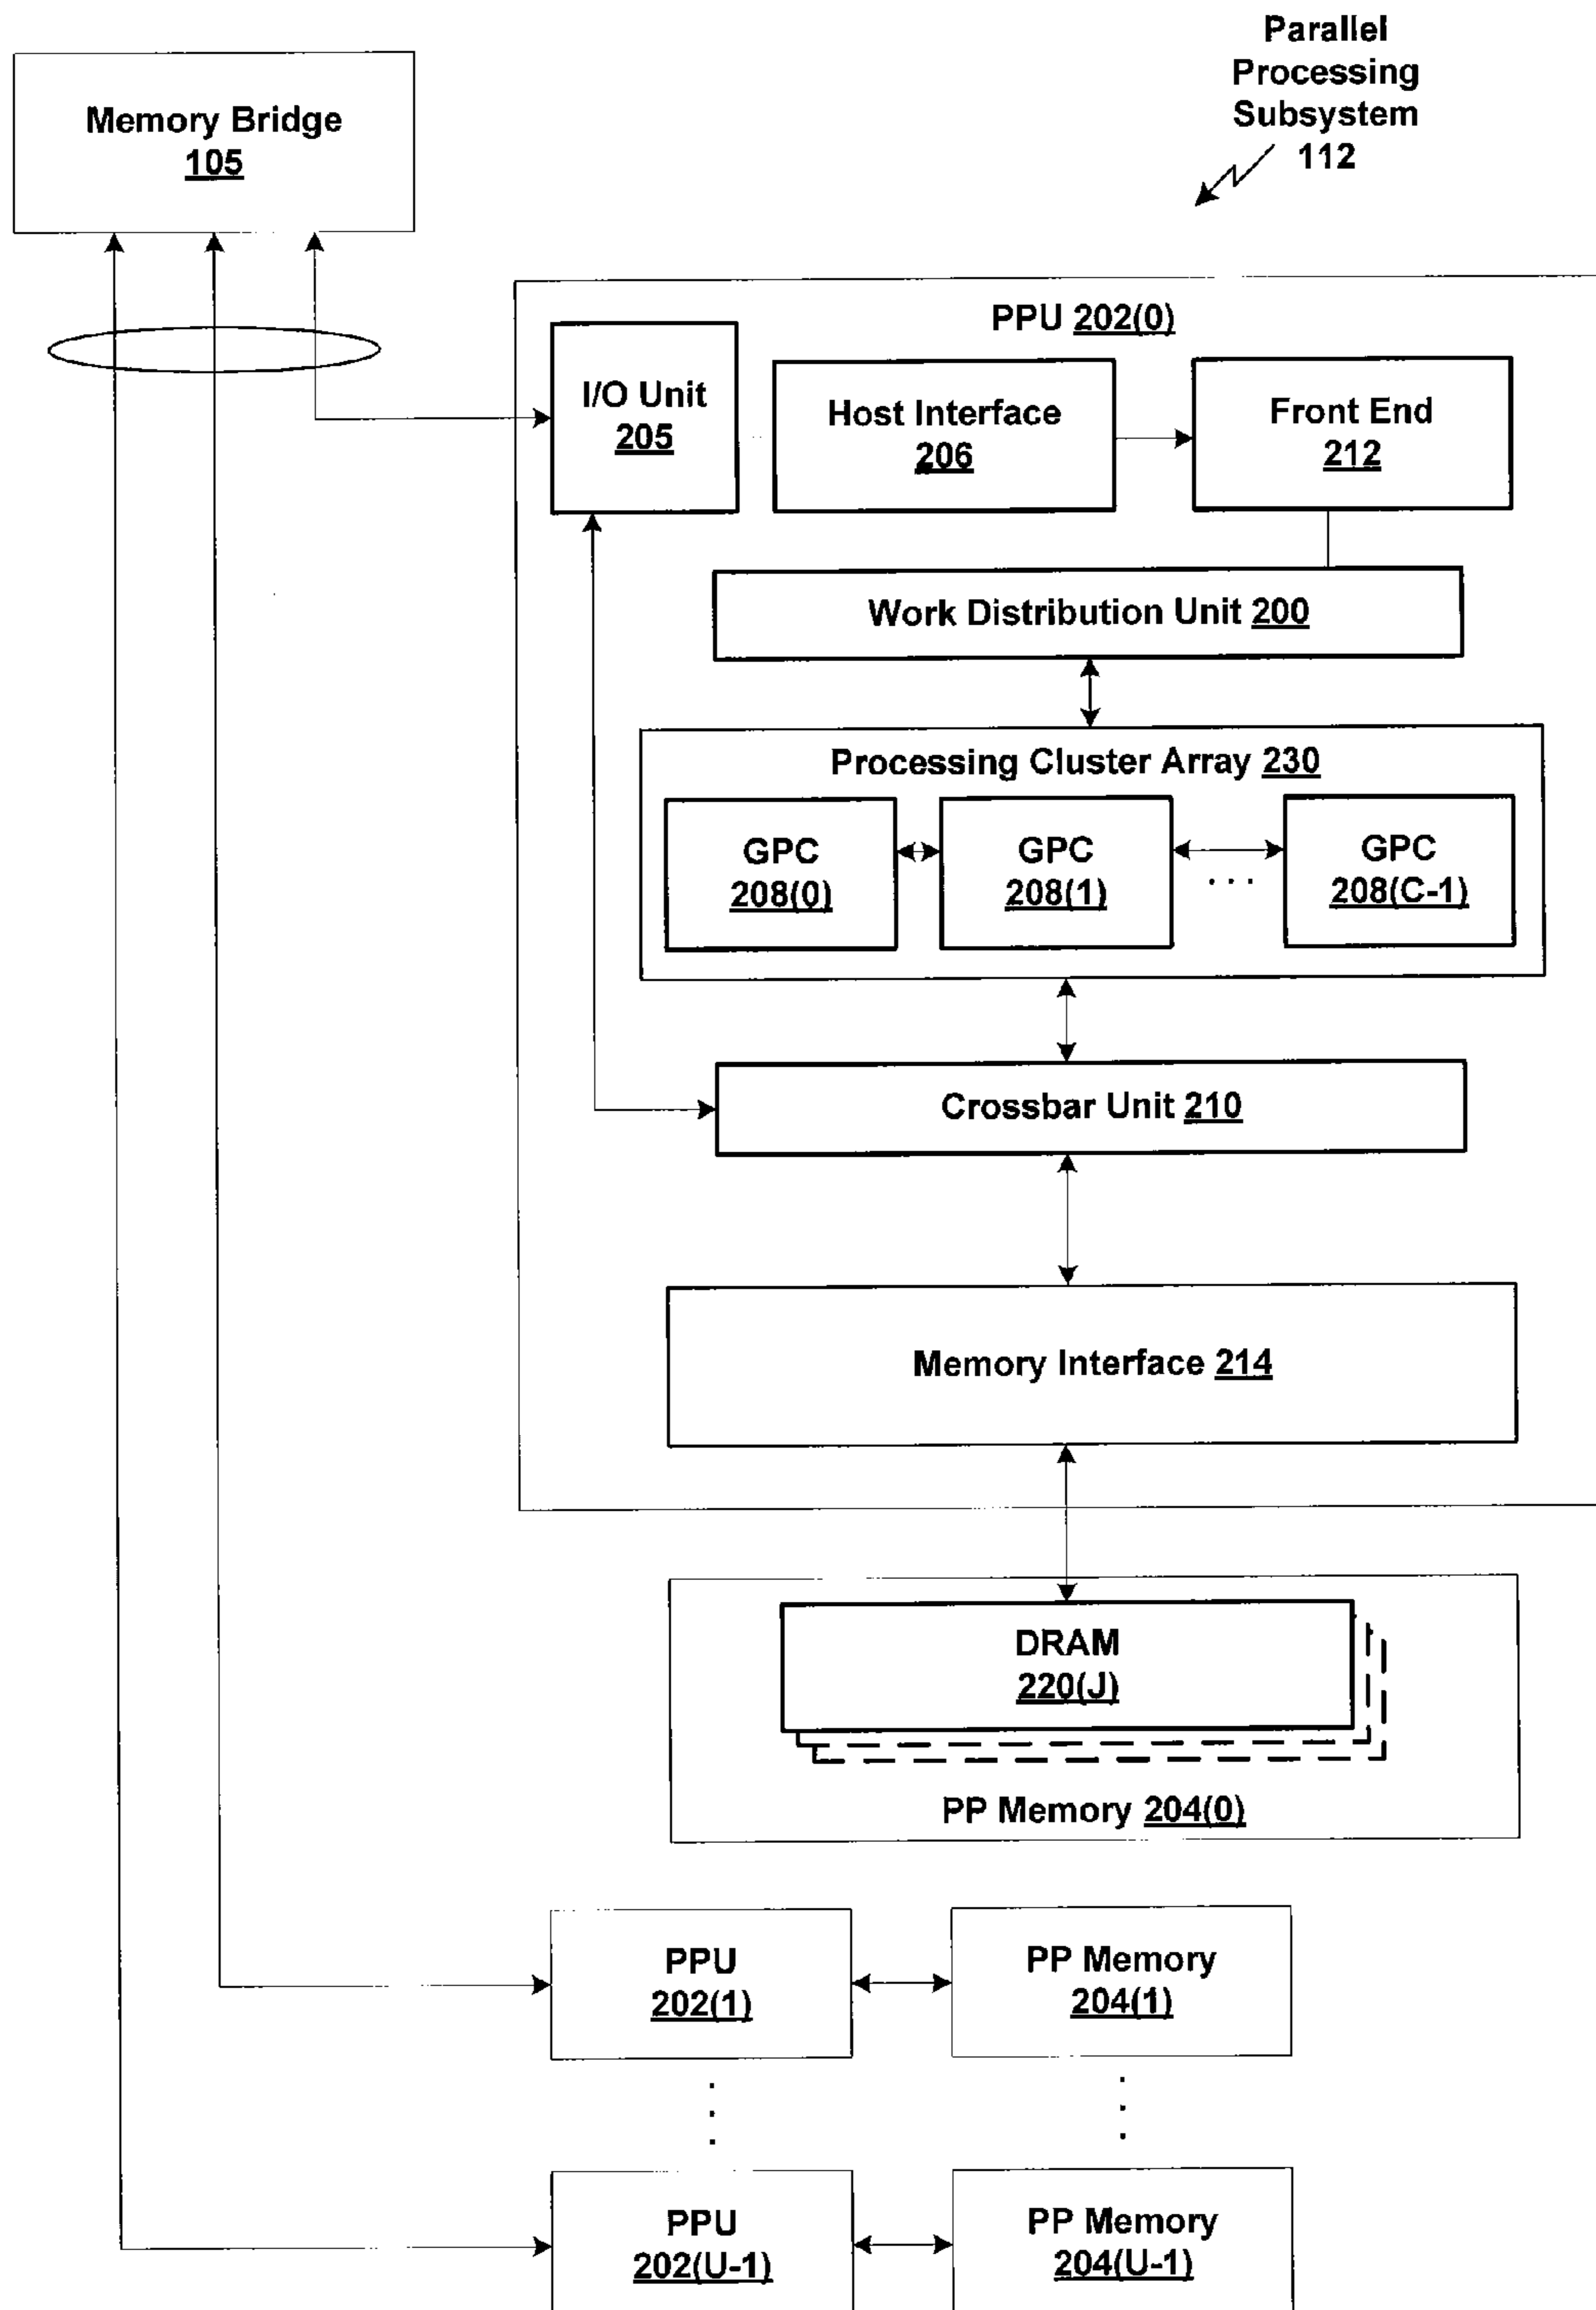 Parallel
Processing
Subsystem
112
Memory Bridge
105
PPU 202(0)
I/O Unit
205
Host Interface
206
Front End
212
Work Distribution Unit 200
Processing Cluster Array 230
GPC
208(0)
GPC
208(1)
. . .
GPC
208(C-1)
Crossbar Unit 210
Memory Interface 214
DRAM
220(J)
PP Memory 204(0)
PPU
202(1)
PP Memory
204(1)
PPU
202(U-1)
PP Memory
204(U-1)